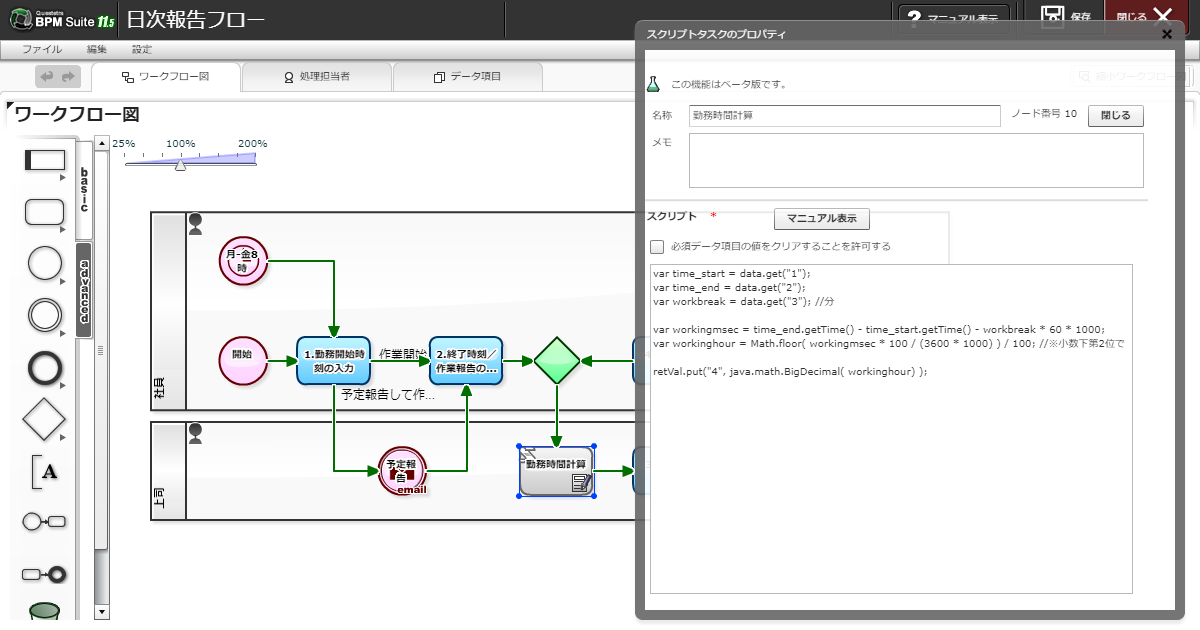 Questetra
BPM Suite 11.5
日次報告フロー
マニュアル表示
保存
閉じる
ファイル
編集
設定
ワークフロー図
処理担当者
データ項目
ワークフロー図
25%
100%
200%
basic
advanced
A
社員
月-金8
時
開始
1.勤務開始時
刻の入力
作業開始
2.終了時刻／
作業報告の...
予定報告して作...
上司
予定報
告
email
勤務時間計算
スクリプトタスクのプロパティ
この機能はベータ版です。
名称
勤務時間計算
ノード番号 10
閉じる
メモ
スクリプト *
マニュアル表示
必須データ項目の値をクリアすることを許可する
var time_start = data.get("1");
var time_end = data.get("2");
var workbreak = data.get("3"); //分
var workingmsec = time_end.getTime() - time_start.getTime() - workbreak * 60 * 1000;
var workinghour = Math.floor( workingmsec * 100 / (3600 * 1000) ) / 100; //※小数下第2位で
retVal.put("4", java.math.BigDecimal( workinghour) );